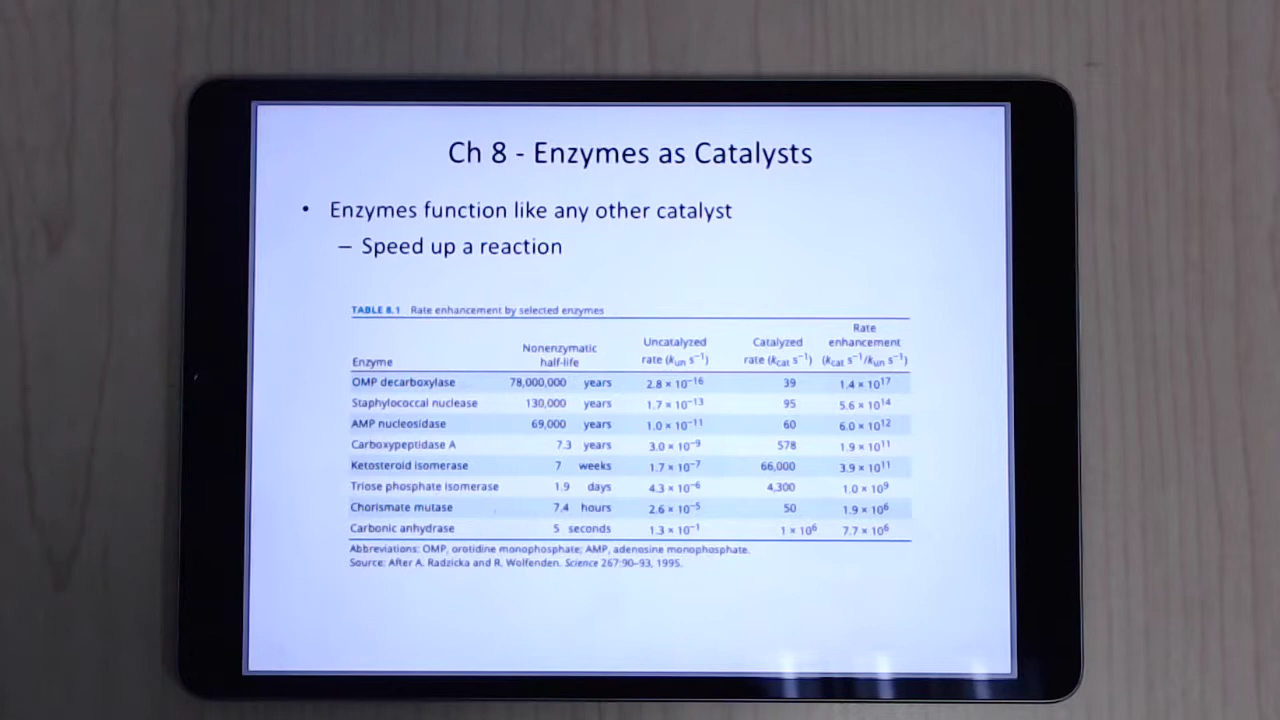 Ch 8 - Enzymes as Catalysts
• Enzymes function like any other catalyst
– Speed up a reaction
TABLE 8.1 Rate enhancement by selected enzymes
Enzyme Nonenzymatic half-life Uncatalyzed rate (kun s⁻¹) Catalyzed rate (kcat s⁻¹) Rate enhancement (kcat s⁻¹/kun s⁻¹)
OMP decarboxylase 78,000,000 years 2.8 × 10⁻¹⁶ 39 1.4 × 10¹⁷
Staphylococcal nuclease 130,000 years 1.7 × 10⁻¹³ 95 5.6 × 10¹⁴
AMP nucleosidase 69,000 years 1.0 × 10⁻¹¹ 60 6.0 × 10¹²
Carboxypeptidase A 7.3 years 3.0 × 10⁻⁹ 578 1.9 × 10¹¹
Ketosteroid isomerase 7 weeks 1.7 × 10⁻⁷ 66,000 3.9 × 10¹¹
Triose phosphate isomerase 1.9 days 4.3 × 10⁻⁶ 4,300 1.0 × 10⁹
Chorismate mutase 7.4 hours 2.6 × 10⁻⁵ 50 1.9 × 10⁶
Carbonic anhydrase 5 seconds 1.3 × 10⁻¹ 1 × 10⁶ 7.7 × 10⁶
Abbreviations: OMP, orotidine monophosphate; AMP, adenosine monophosphate.
Source: After A. Radzicka and R. Wolfenden. Science 267:90–93, 1995.